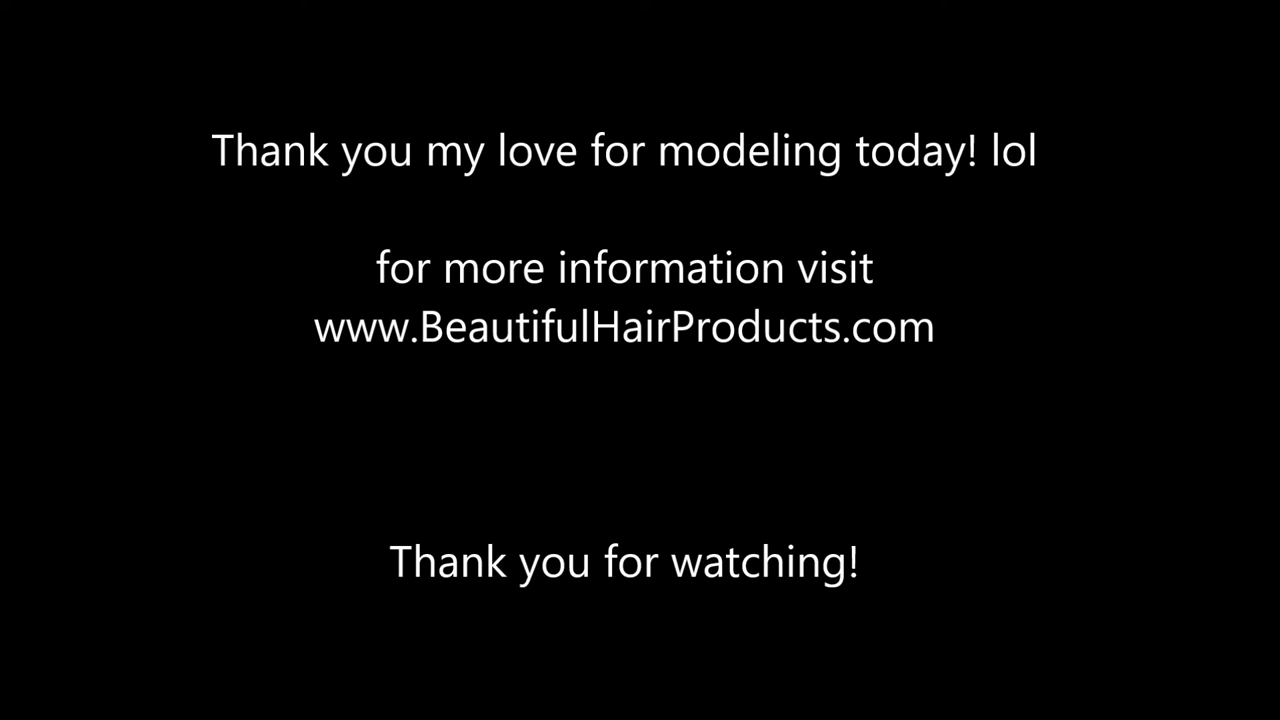 Thank you my love for modeling today! lol
for more information visit
www.BeautifulHairProducts.com
Thank you for watching!